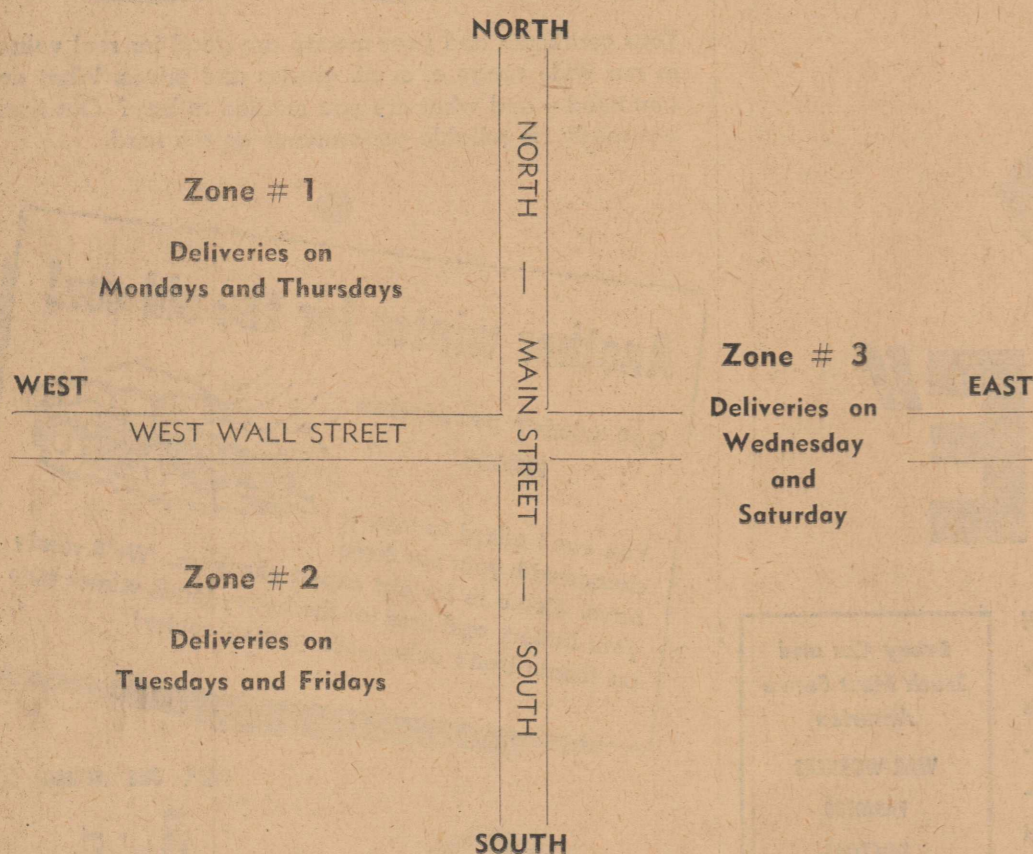 NORTH
NORTH — MAIN STREET — SOUTH
Zone # 1
Deliveries on
Mondays and Thursdays
WEST
WEST WALL STREET
Zone # 3
Deliveries on
Wednesday
and
Saturday
EAST
Zone # 2
Deliveries on
Tuesdays and Fridays
SOUTH